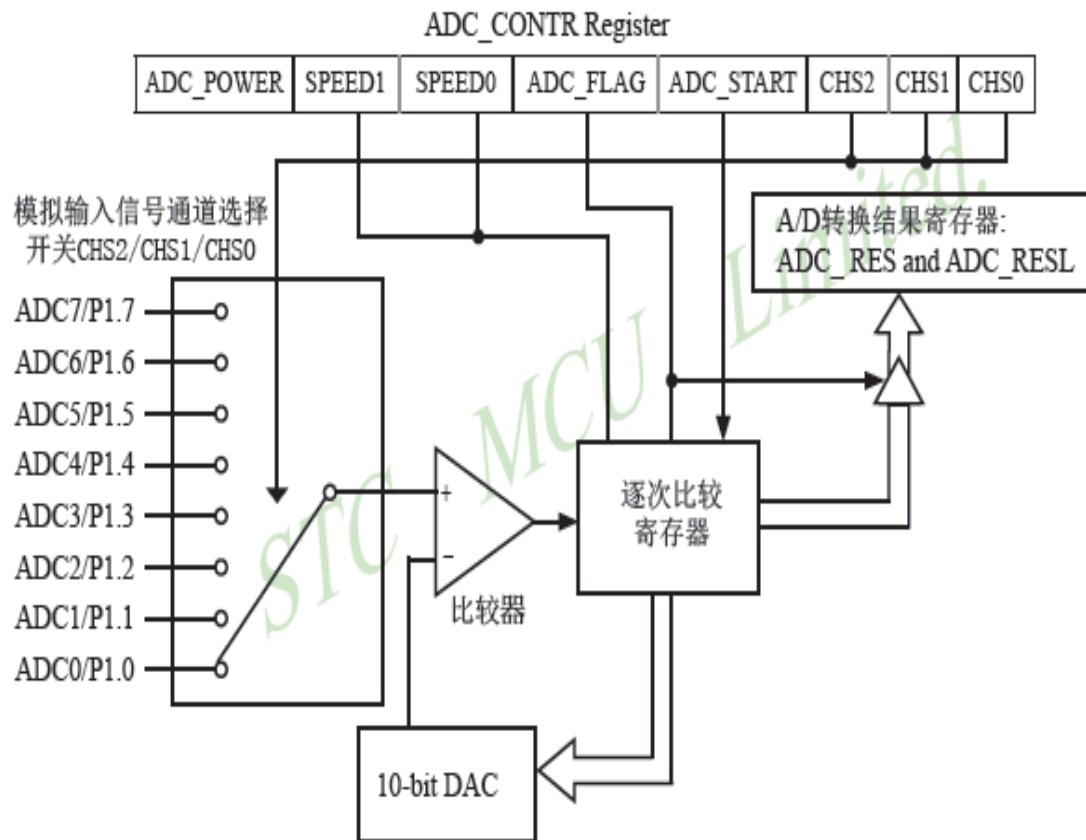 ADC_CONTR Register
ADC_POWER SPEED1 SPEED0 ADC_FLAG ADC_START CHS2 CHS1 CHS0
模拟输入信号通道选择
开关CHS2/CHS1/CHS0
A/D转换结果寄存器:
ADC_RES and ADC_RESL
ADC7/P1.7
ADC6/P1.6
ADC5/P1.5
ADC4/P1.4
ADC3/P1.3
ADC2/P1.2
ADC1/P1.1
ADC0/P1.0
+
−
比较器
逐次比较
寄存器
10-bit DAC
STC MCU Limited.